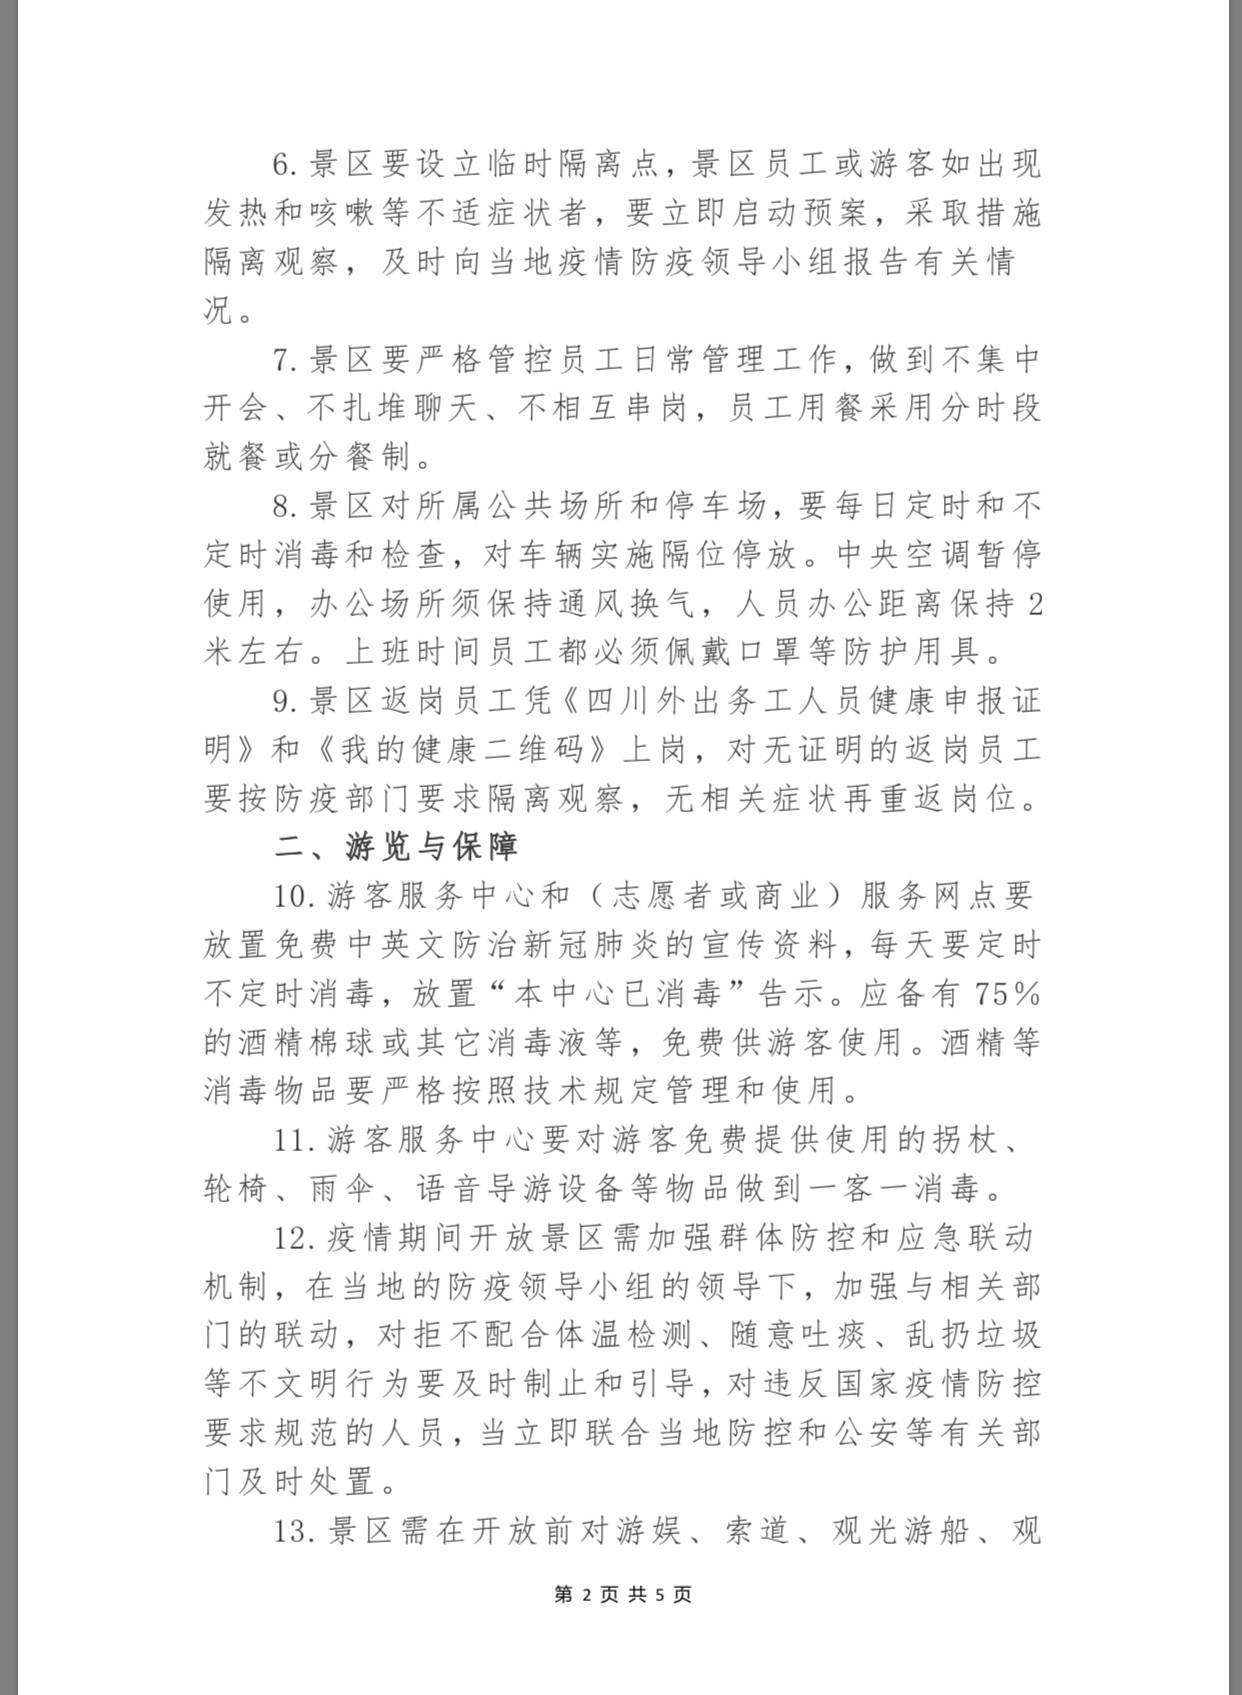 6.景区要设立临时隔离点，景区员工或游客如出现
发热和咳嗽等不适症状者，要立即启动预案，采取措施
隔离观察，及时向当地疫情防疫领导小组报告有关情
况。
7.景区要严格管控员工日常管理工作，做到不集中
开会、不扎堆聊天、不相互串岗，员工用餐采用分时段
就餐或分餐制。
8.景区对所属公共场所和停车场，要每日定时和不
定时消毒和检查，对车辆实施隔位停放。中央空调暂停
使用，办公场所须保持通风换气，人员办公距离保持2
米左右。上班时间员工都必须佩戴口罩等防护用具。
9.景区返岗员工凭《四川外出务工人员健康申报证
明》和《我的健康二维码》上岗，对无证明的返岗员工
要按防疫部门要求隔离观察，无相关症状再重返岗位。
二、游览与保障
10.游客服务中心和（志愿者或商业）服务网点要
放置免费中英文防治新冠肺炎的宣传资料，每天要定时
不定时消毒，放置“本中心已消毒”告示。应备有75%
的酒精棉球或其它消毒液等，免费供游客使用。酒精等
消毒物品要严格按照技术规定管理和使用。
11.游客服务中心要对游客免费提供使用的拐杖、
轮椅、雨伞、语音导游设备等物品做到一客一消毒。
12.疫情期间开放景区需加强群体防控和应急联动
机制，在当地的防疫领导小组的领导下，加强与相关部
门的联动，对拒不配合体温检测、随意吐痰、乱扔垃圾
等不文明行为要及时制止和引导，对违反国家疫情防控
要求规范的人员，当立即联合当地防控和公安等有关部
门及时处置。
13.景区需在开放前对游娱、索道、观光游船、观
第 2 页 共 5 页